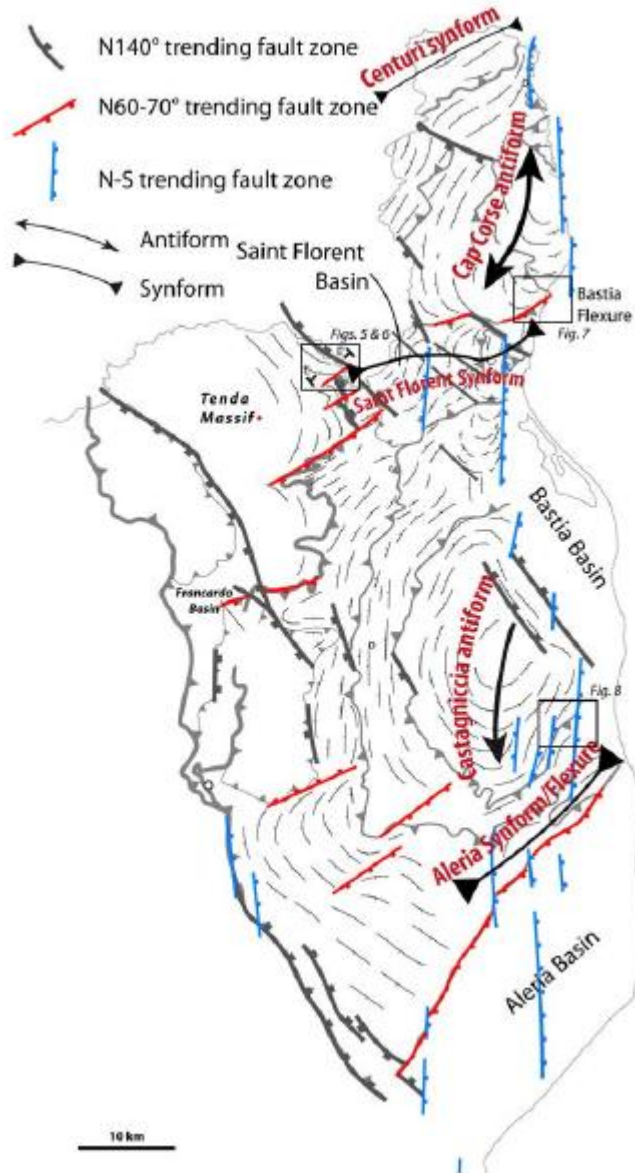 N140° trending fault zone
N60-70° trending fault zone
N-S trending fault zone
Antiform
Synform
Centuri synform
Cap Corse antiform
Saint Florent
Basin
Bastia
Flexure
Figs. 5 & 6
Fig. 7
Saint Florent Synform
Tenda
Massif
Bastia Basin
Francardo
Basin
Castagniccia antiform
Fig. 8
Aleria Synform/Flexure
Aleria Basin
10 km